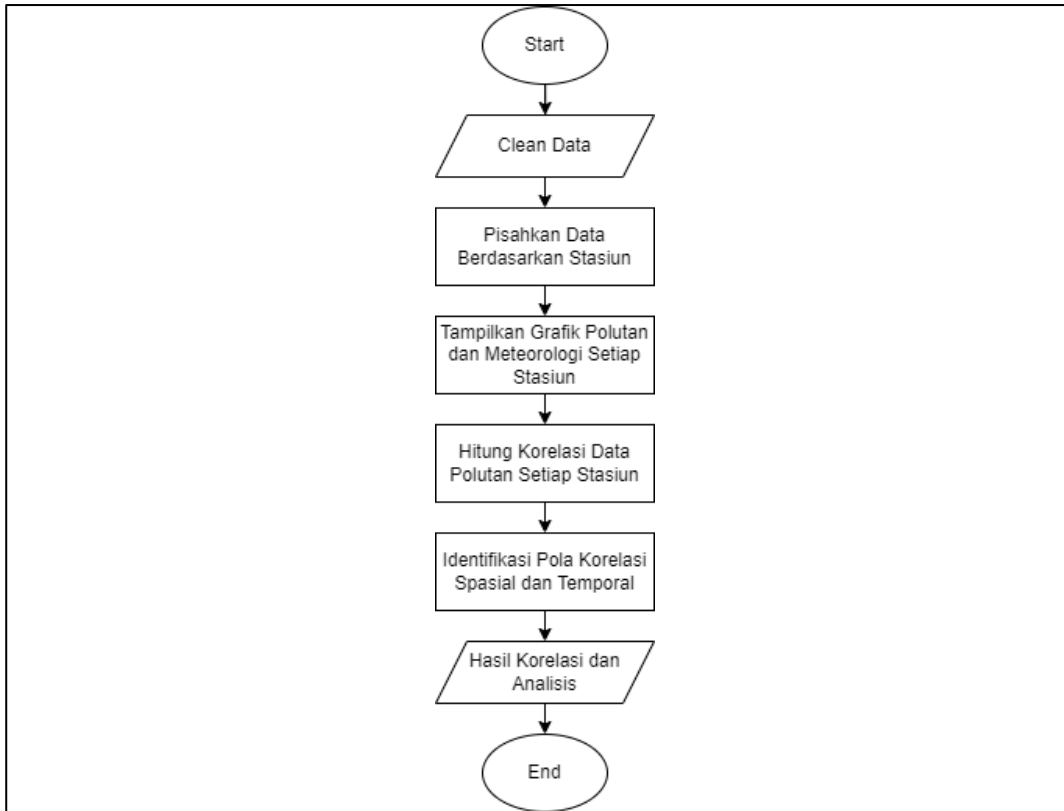 Start
Clean Data
Pisahkan Data
Berdasarkan Stasiun
Tampilkan Grafik Polutan
dan Meteorologi Setiap
Stasiun
Hitung Korelasi Data
Polutan Setiap Stasiun
Identifikasi Pola Korelasi
Spasial dan Temporal
Hasil Korelasi dan
Analisis
End